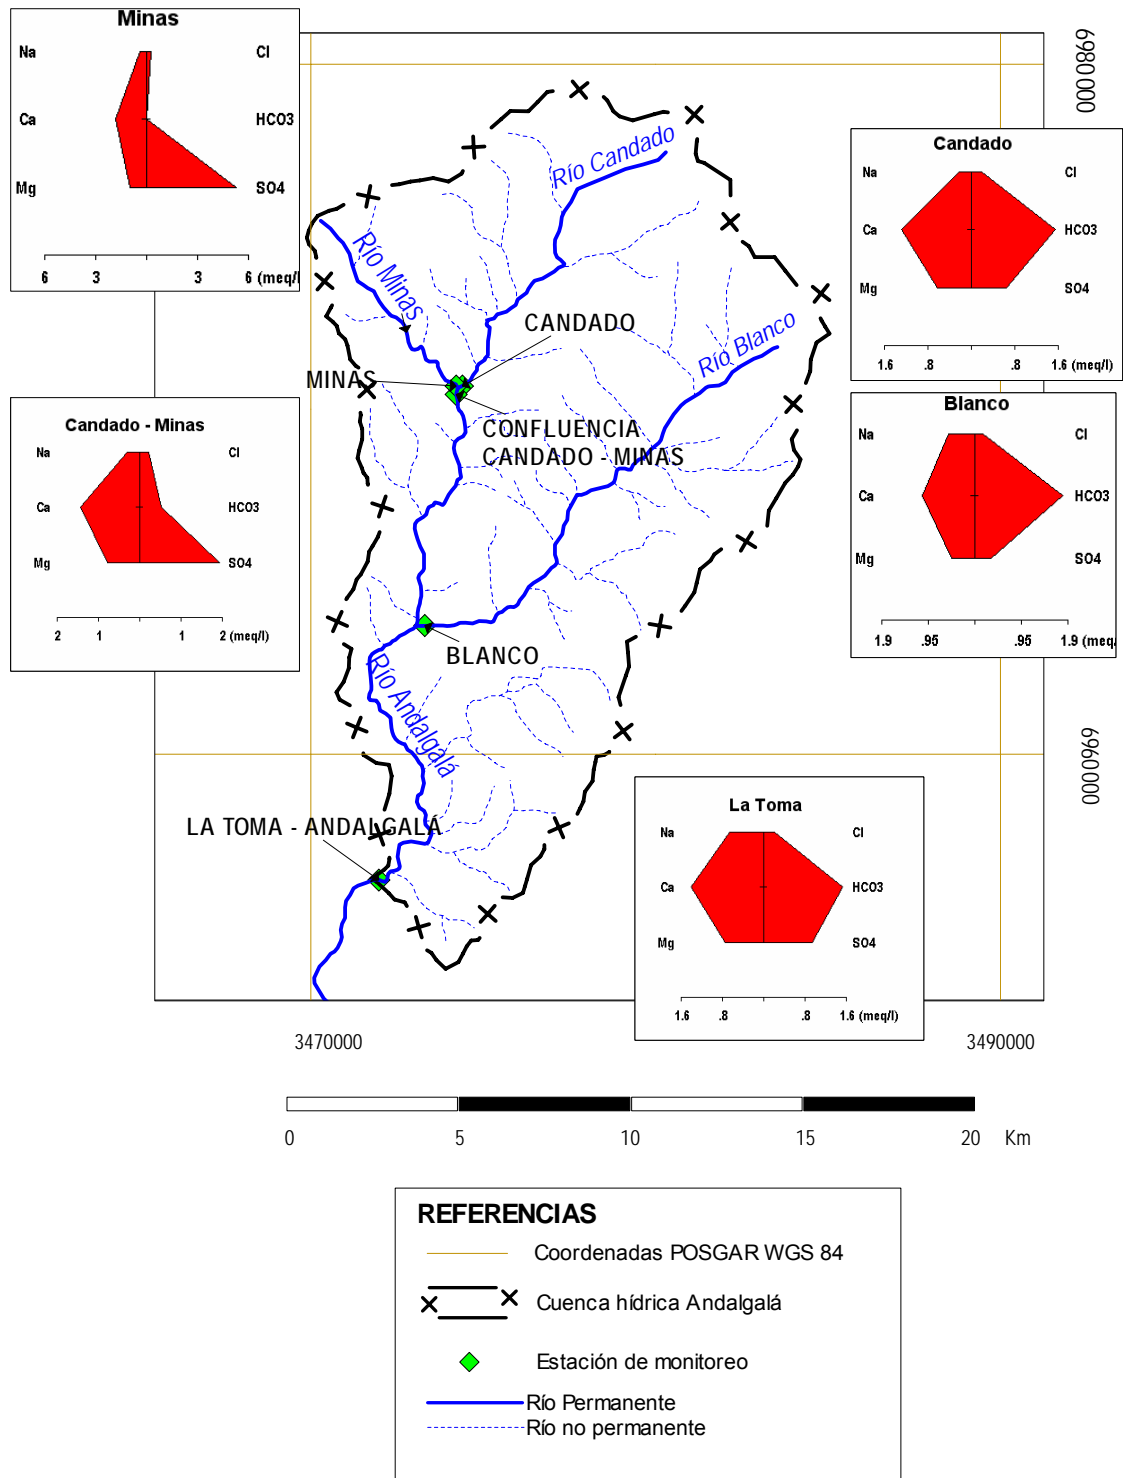 Minas
Na Cl
Ca HCO3
Mg SO4
6 3 3 6 (meq/l
6980000
Candado
Na Cl
Ca HCO3
Mg SO4
1.6 .8 .8 1.6 (meq/l)
Río Candado
Río Minas
CANDADO
Río Blanco
MINAS
CONFLUENCIA
CANDADO - MINAS
Candado - Minas
Na Cl
Ca HCO3
Mg SO4
2 1 1 2 (meq/l)
Blanco
Na Cl
Ca HCO3
Mg SO4
1.9 .95 .95 1.9 (meq/
BLANCO
Río Andalgalá
6960000
LA TOMA - ANDALGALÁ
La Toma
Na Cl
Ca HCO3
Mg SO4
1.6 .8 .8 1.6 (meq/l)
3470000 3490000
0 5 10 15 20 Km
REFERENCIAS
Coordenadas POSGAR WGS 84
Cuenca hídrica Andalgalá
Estación de monitoreo
Río Permanente
Río no permanente